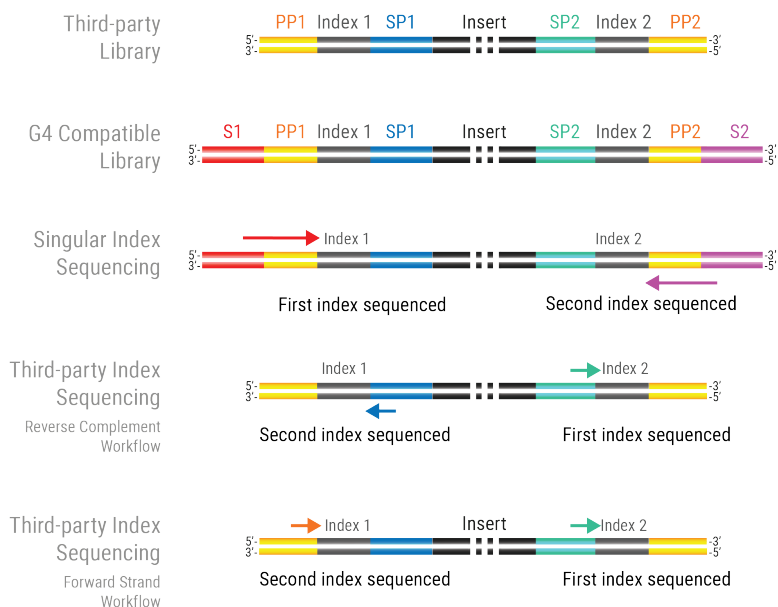 Third-party
Library
PP1 Index 1 SP1 Insert SP2 Index 2 PP2
5'- -3'
3'- -5'
G4 Compatible
Library
S1 PP1 Index 1 SP1 Insert SP2 Index 2 PP2 S2
5'- -3'
3'- -5'
Singular Index
Sequencing
Index 1 Index 2
5'- -3'
3'- -5'
First index sequenced Second index sequenced
Third-party Index
Sequencing
Reverse Complement
Workflow
Index 1 Index 2
5'- -3'
3'- -5'
Second index sequenced First index sequenced
Third-party Index
Sequencing
Forward Strand
Workflow
Index 1 Insert Index 2
5'- -3'
3'- -5'
Second index sequenced First index sequenced